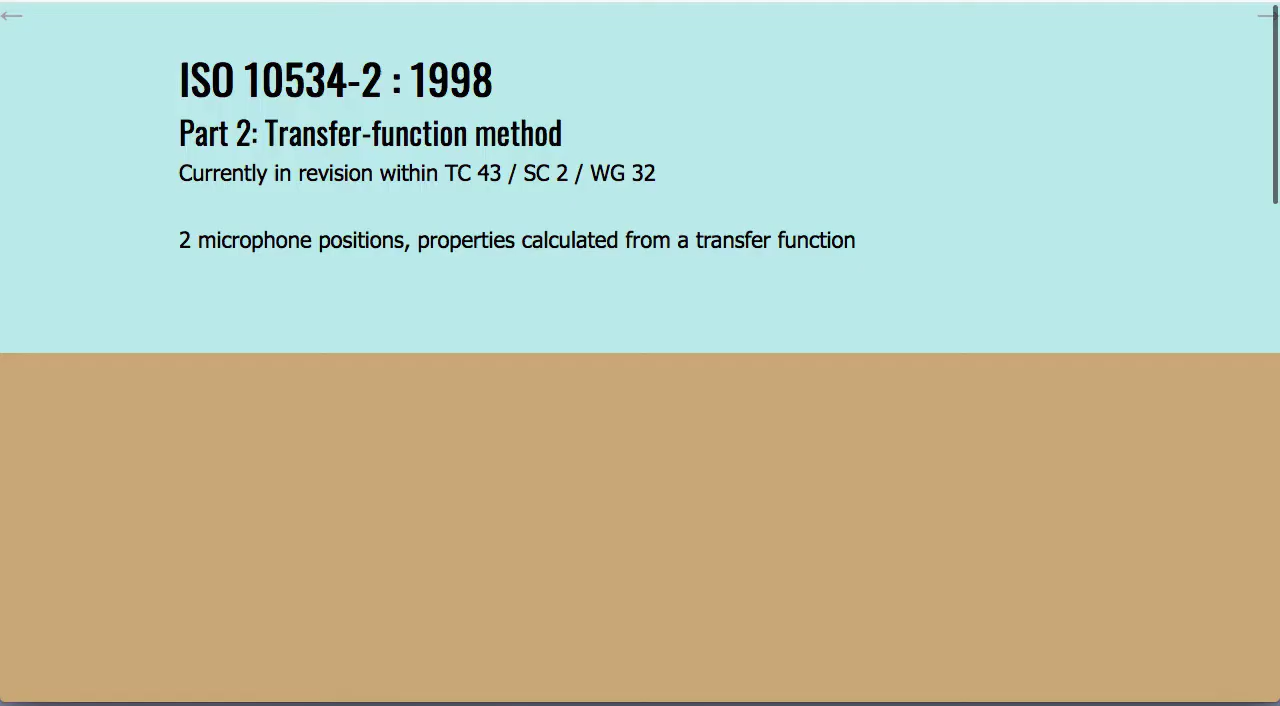 ISO 10534-2 : 1998
Part 2: Transfer-function method
Currently in revision within TC 43 / SC 2 / WG 32
2 microphone positions, properties calculated from a transfer function